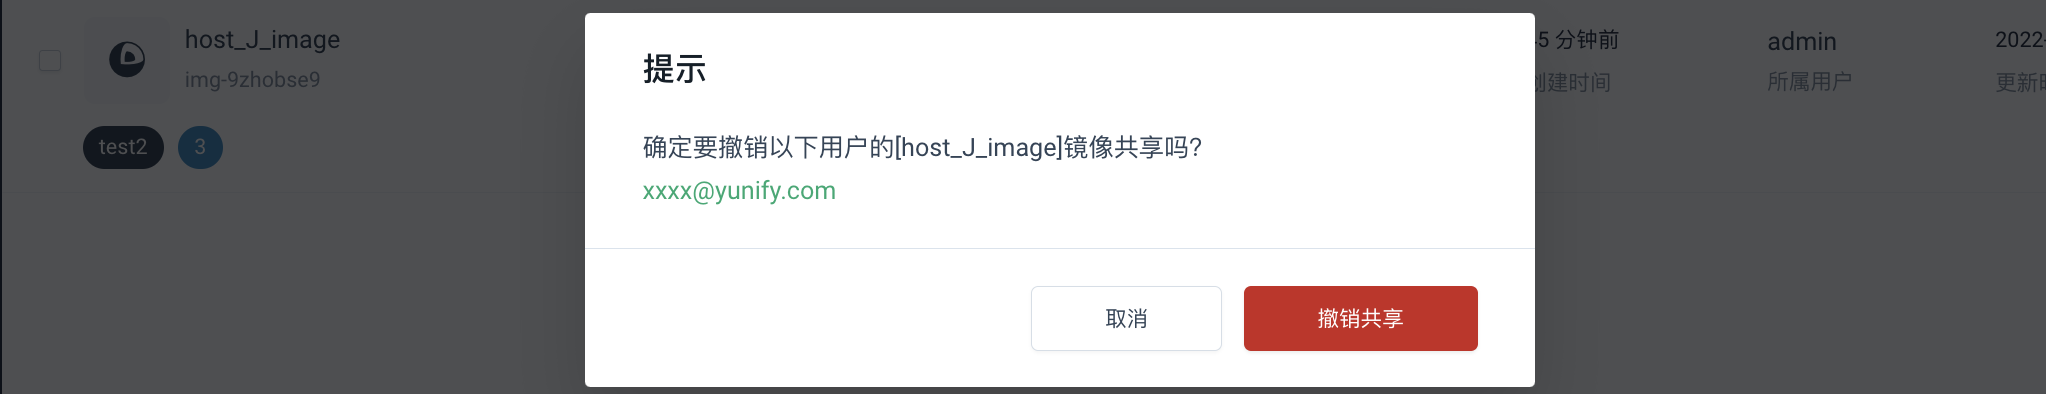 host_J_image
img-9zhobse9
test2
3
提示
确定要撤销以下用户的[host_J_image]镜像共享吗?
xxxx@yunify.com
取消
撤销共享
5 分钟前
创建时间
admin
所属用户
2022-
更新